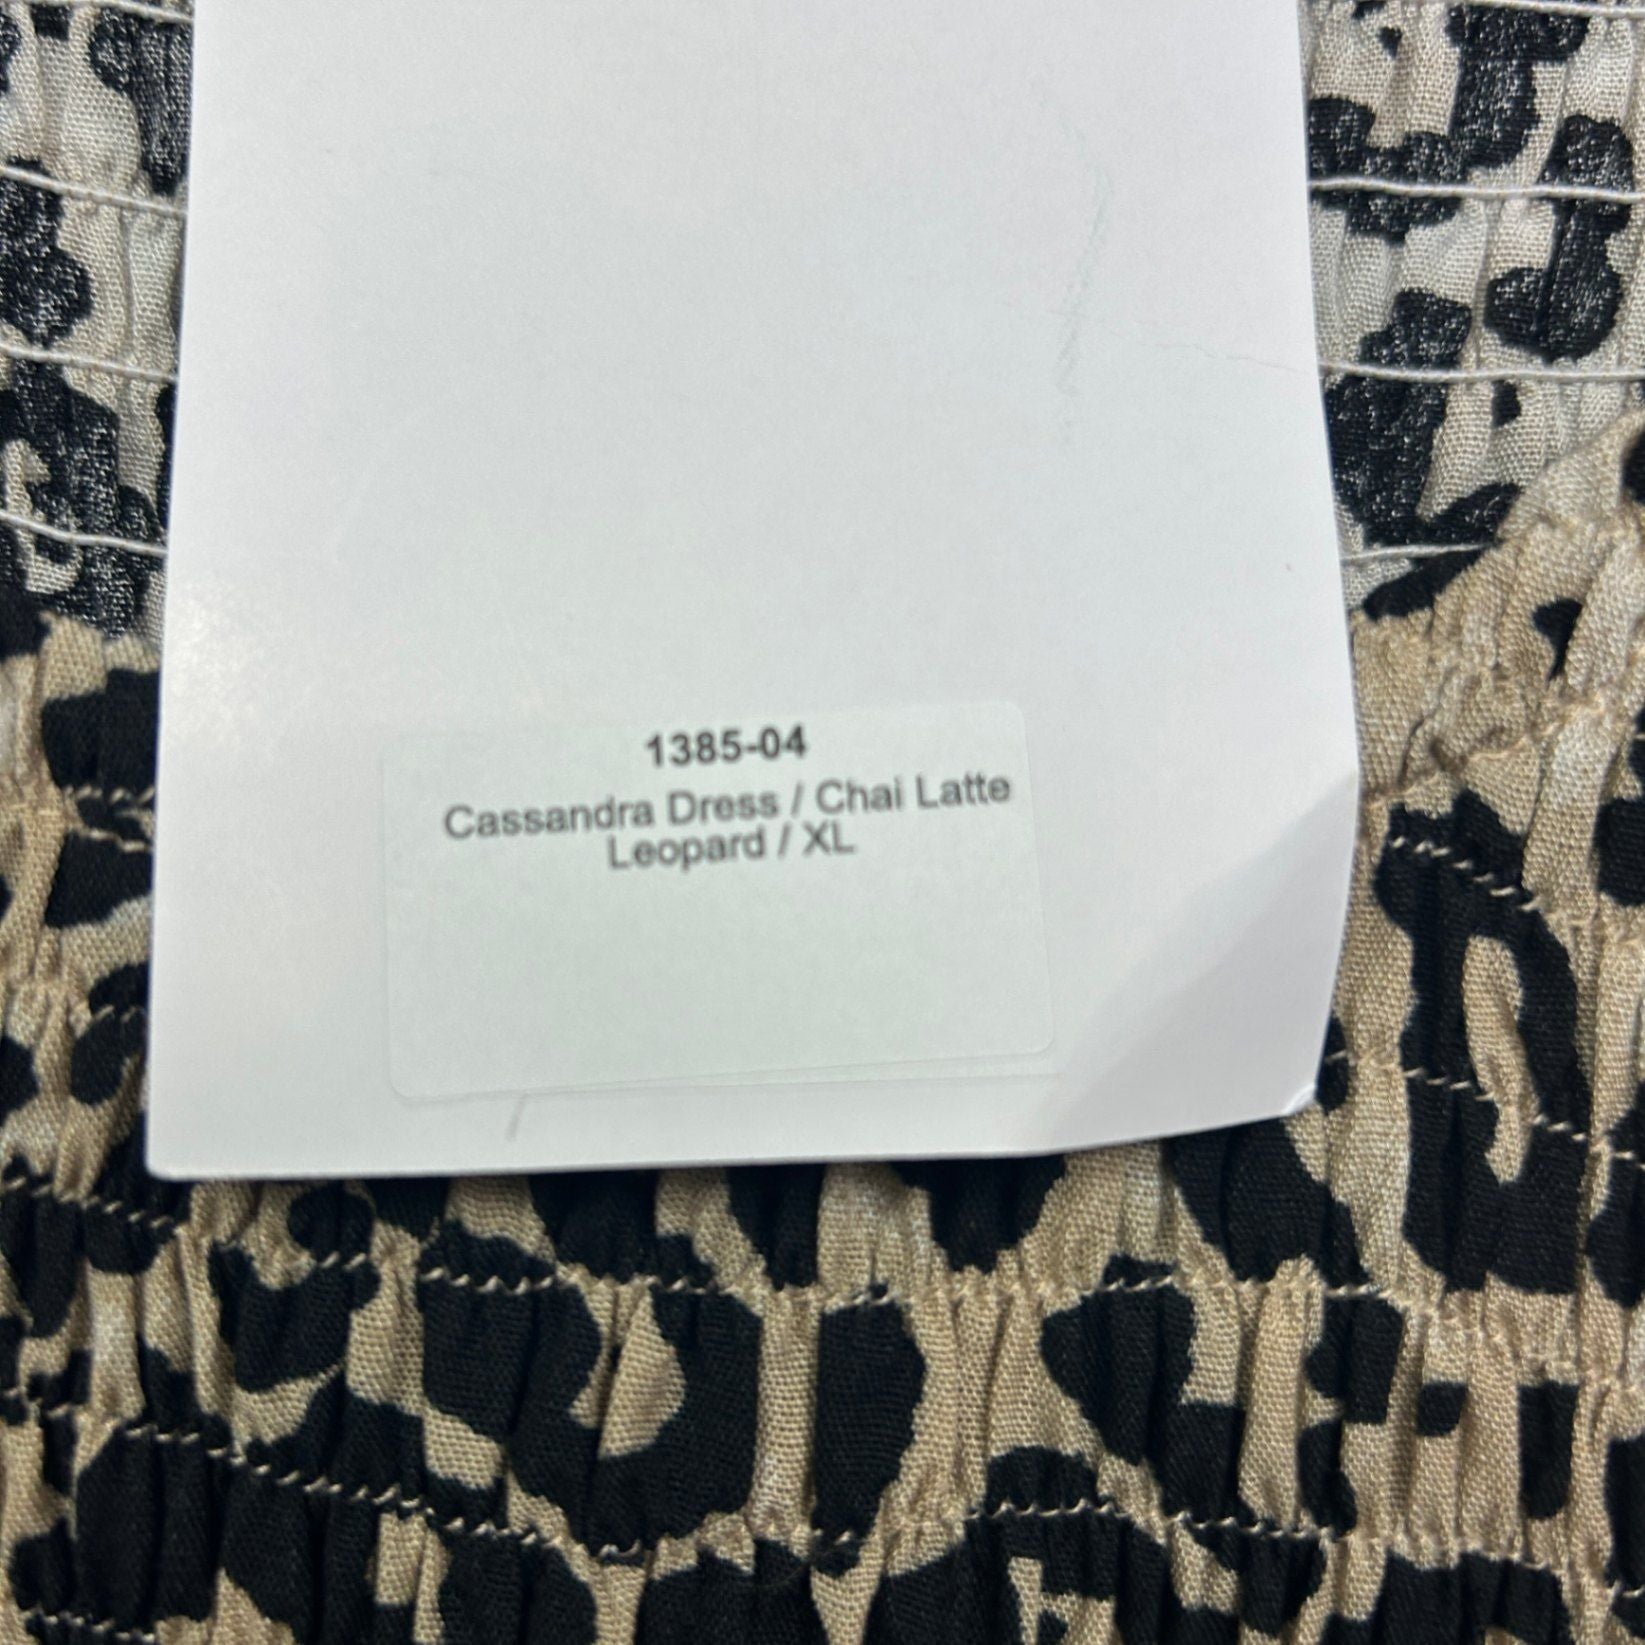 1385-04
Cassandra Dress / Chai Latte
Leopard / XL